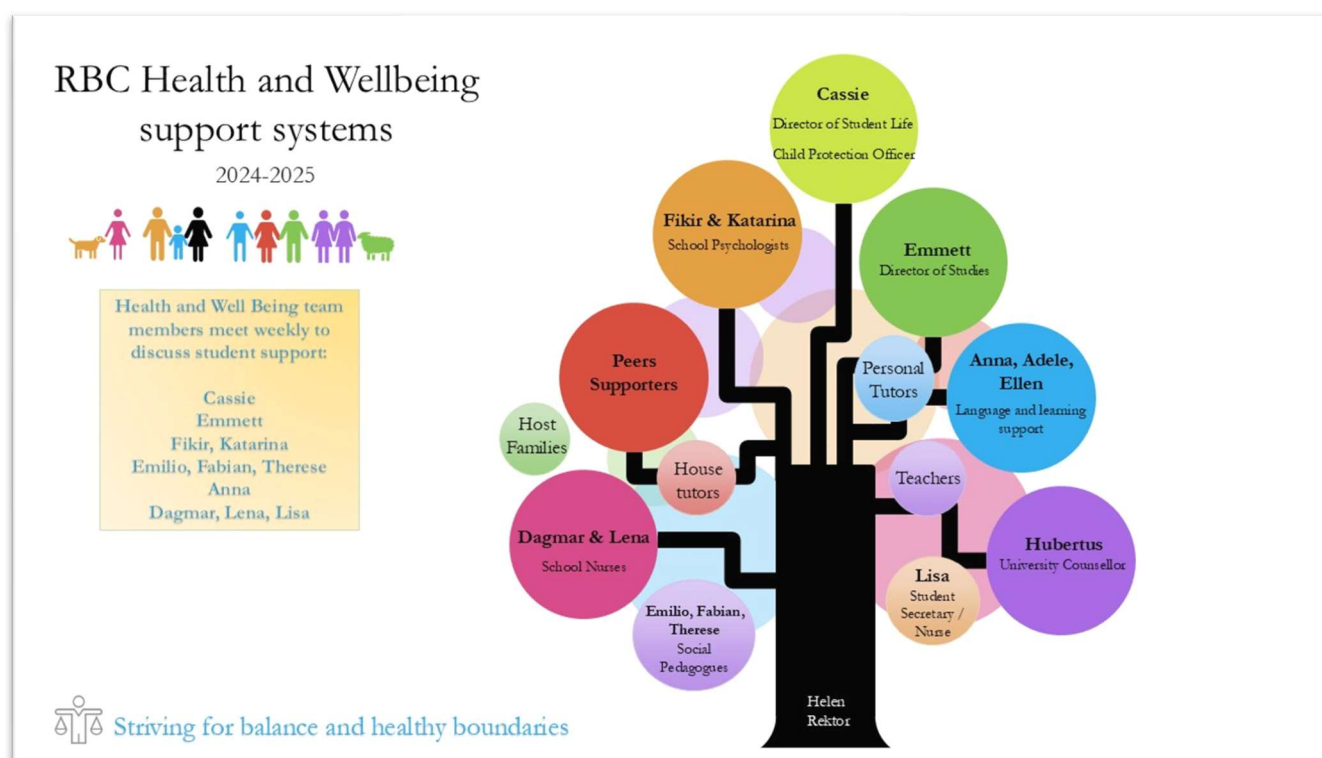 RBC Health and Wellbeing
support systems
2024-2025
Health and Well Being team
members meet weekly to
discuss student support:
Cassie
Emmett
Fikir, Katarina
Emilio, Fabian, Therese
Anna
Dagmar, Lena, Lisa
Striving for balance and healthy boundaries
Cassie
Director of Student Life
Child Protection Officer
Fikir & Katarina
School Psychologists
Emmett
Director of Studies
Peers
Supporters
Personal
Tutors
Anna, Adele,
Ellen
Language and learning
support
Host
Families
House
tutors
Teachers
Dagmar & Lena
School Nurses
Hubertus
University Counsellor
Lisa
Student
Secretary /
Nurse
Emilio, Fabian,
Therese
Social
Pedagogues
Helen
Rektor